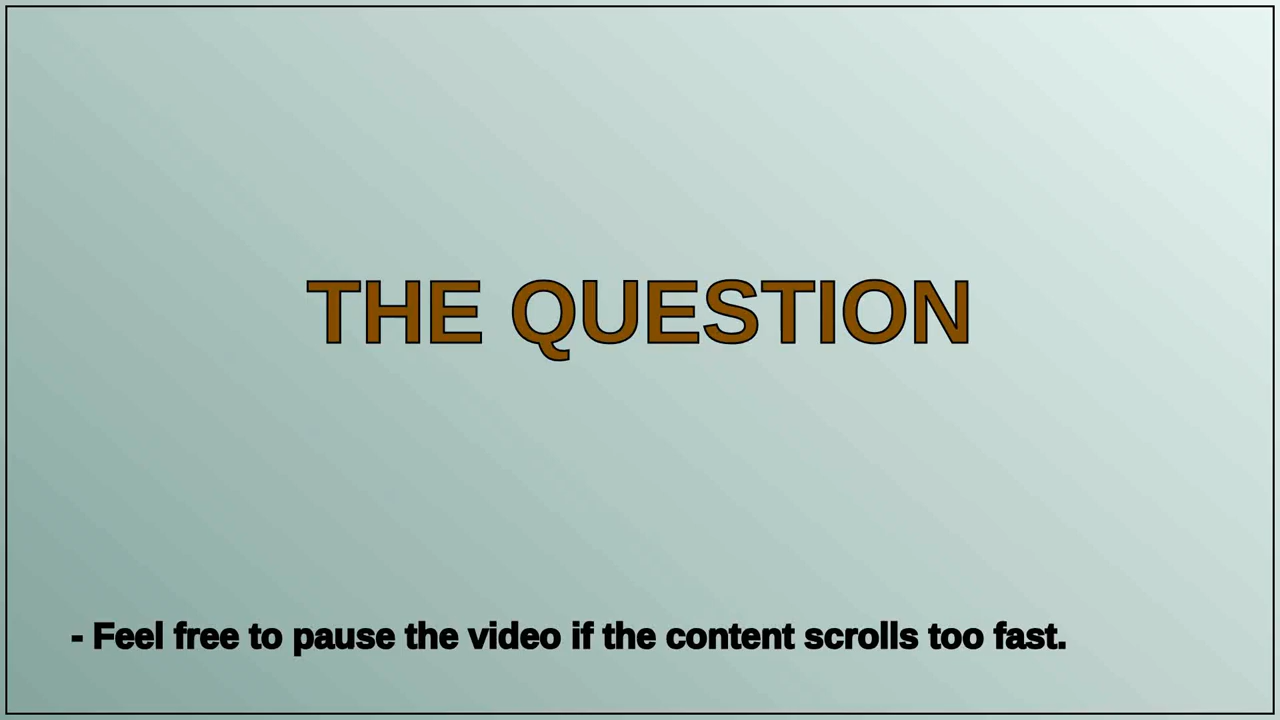 THE QUESTION
- Feel free to pause the video if the content scrolls too fast.